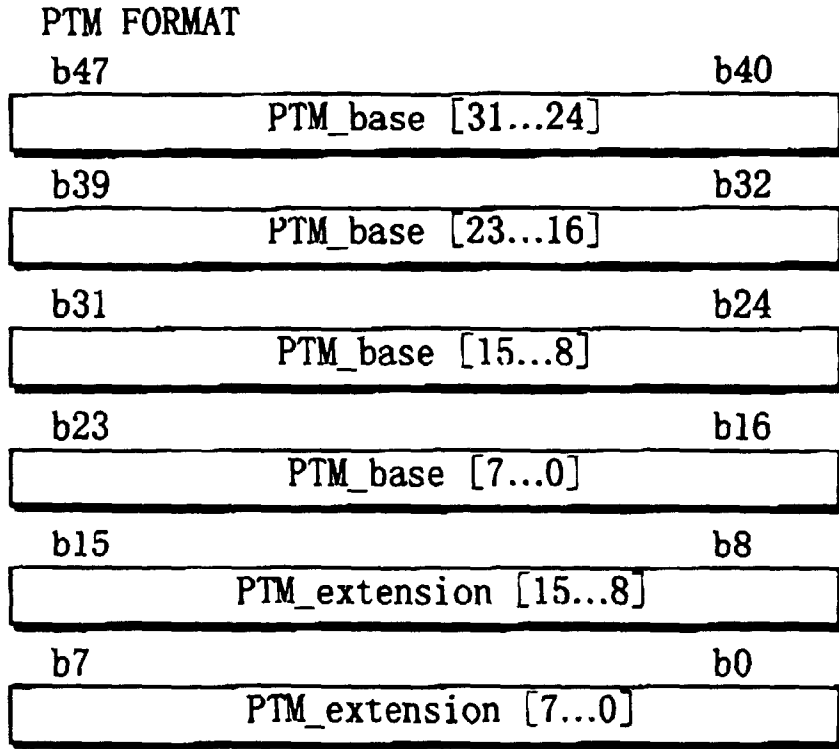 PTM FORMAT
b47 b40
PTM_base [31...24]
b39 b32
PTM_base [23...16]
b31 b24
PTM_base [15...8]
b23 b16
PTM_base [7...0]
b15 b8
PTM_extension [15...8]
b7 b0
PTM_extension [7...0]